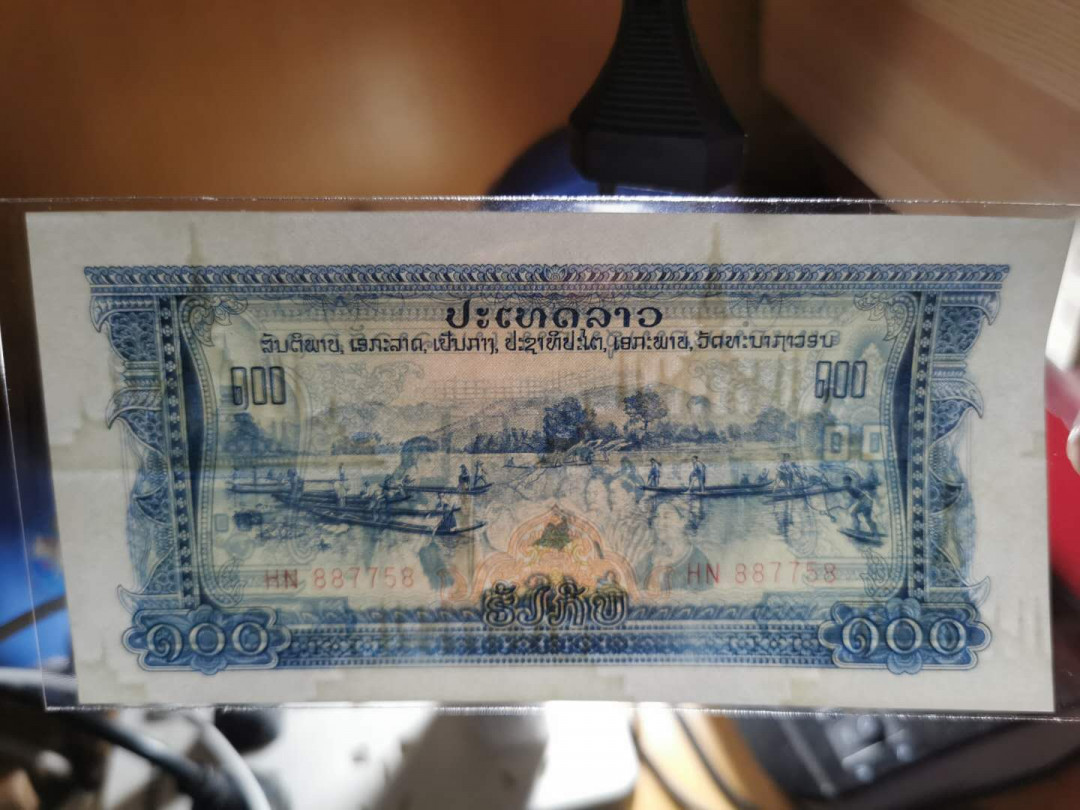 ປະເທດລາວ
ສັນຕິພາບ, ເອກະລາດ, ເປັນກາງ, ປະຊາທິປະໄຕ, ເອກະພາບ, ວັດທະນາຖາວອນ
໑໐໐ ໑໐໐
HN 887758 HN 887758
ຮ້ອຽກີບ
໑໐໐ ໑໐໐